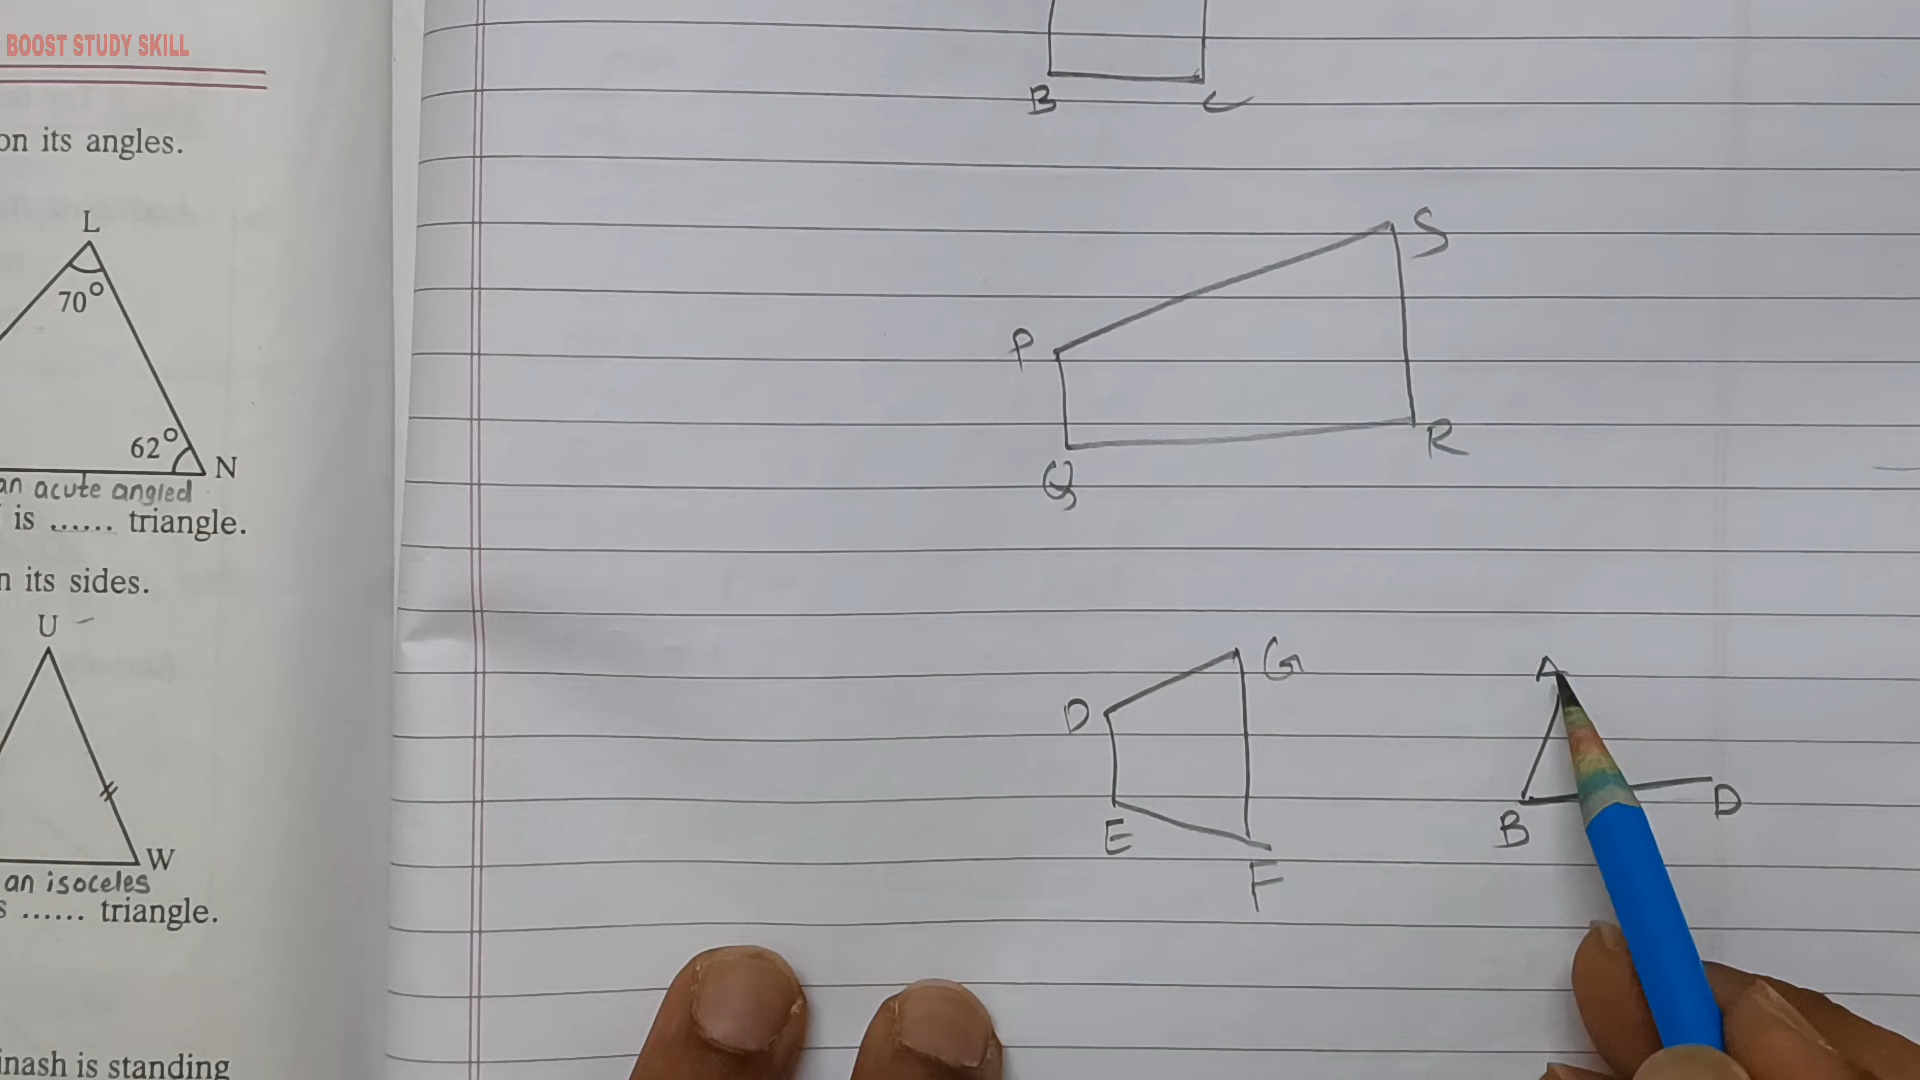 BOOST STUDY SKILL
on its angles.
L
70°
62°
N
an acute angled
is ...... triangle.
its sides.
U
W
an isoceles
s ...... triangle.
inash is standing
B
C
S
P
Q
R
G
D
E
F
A
B
D